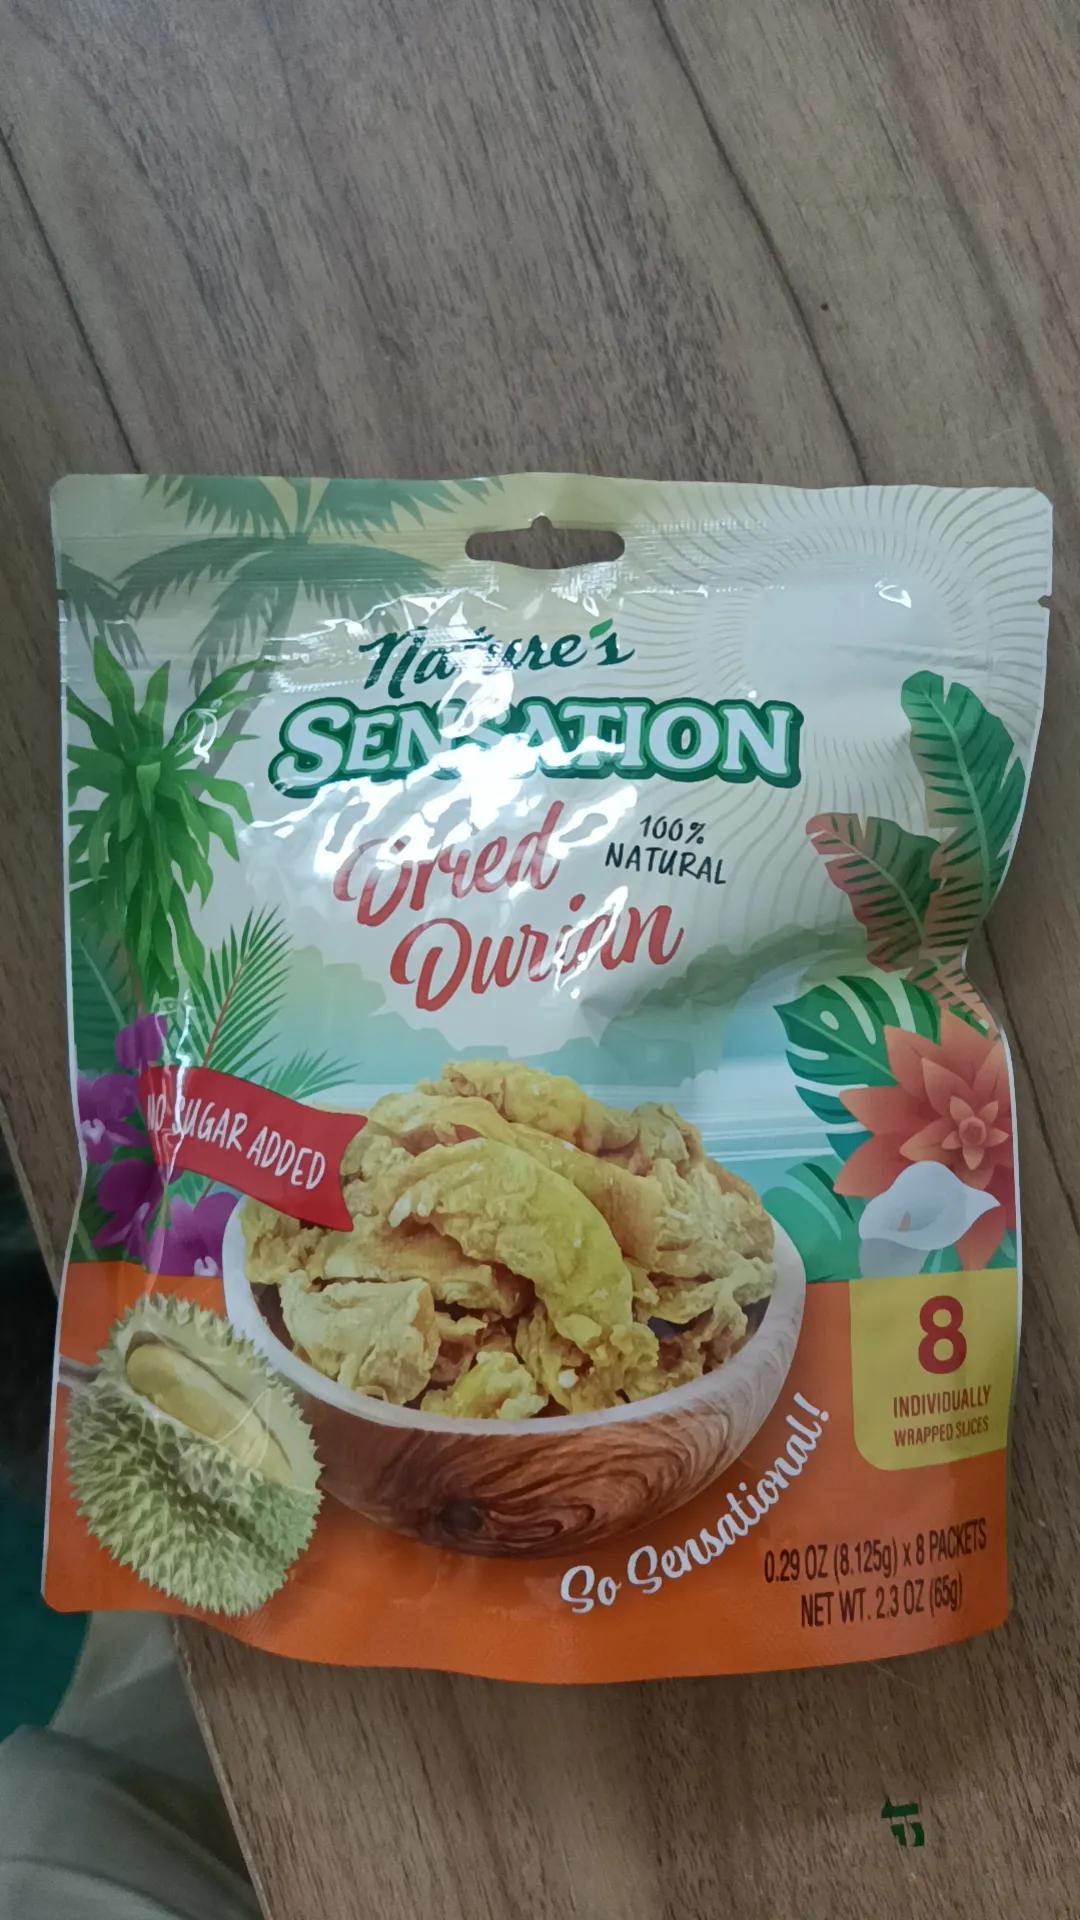 Nature's
SENSATION
Dried
Durian
100%
NATURAL
NO SUGAR ADDED
8
INDIVIDUALLY
WRAPPED SLICES
So Sensational!
0.29 OZ (8.125g) x 8 PACKETS
NET WT. 2.3 OZ (65g)